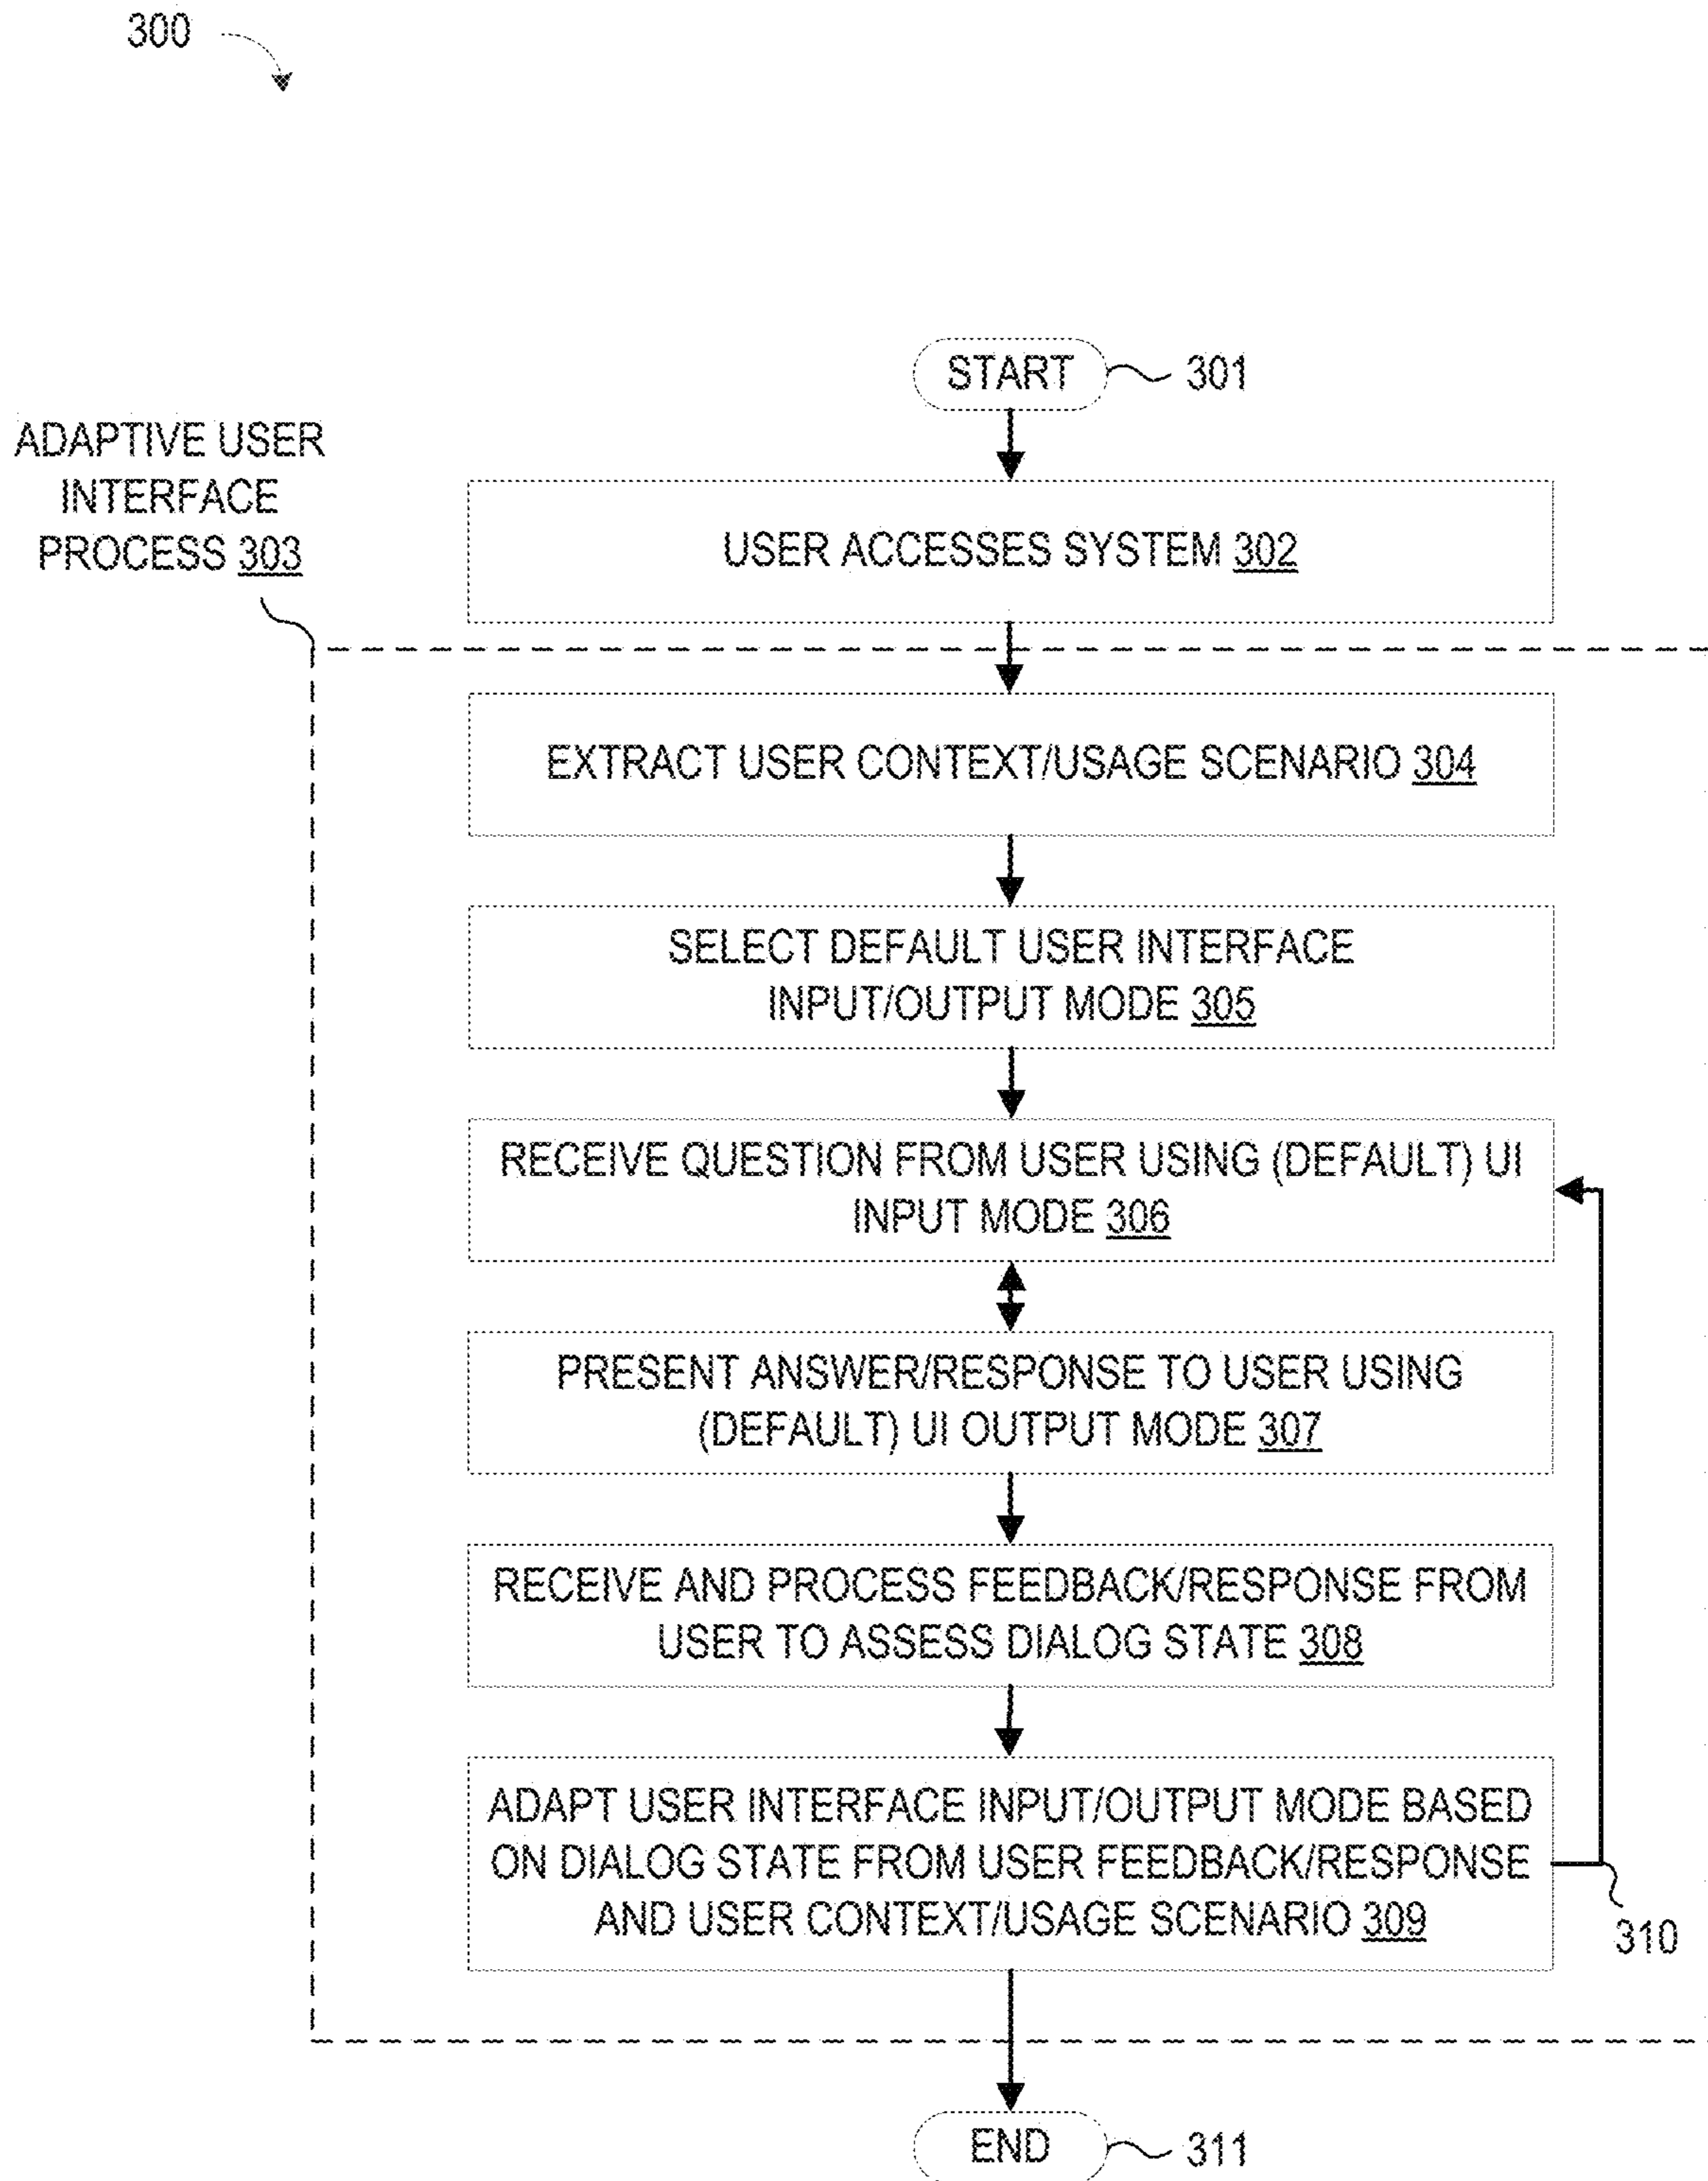 300
START
301
ADAPTIVE USER
INTERFACE
PROCESS 303
USER ACCESSES SYSTEM 302
EXTRACT USER CONTEXT/USAGE SCENARIO 304
SELECT DEFAULT USER INTERFACE
INPUT/OUTPUT MODE 305
RECEIVE QUESTION FROM USER USING (DEFAULT) UI
INPUT MODE 306
PRESENT ANSWER/RESPONSE TO USER USING
(DEFAULT) UI OUTPUT MODE 307
RECEIVE AND PROCESS FEEDBACK/RESPONSE FROM
USER TO ASSESS DIALOG STATE 308
ADAPT USER INTERFACE INPUT/OUTPUT MODE BASED
ON DIALOG STATE FROM USER FEEDBACK/RESPONSE
AND USER CONTEXT/USAGE SCENARIO 309
310
END
311